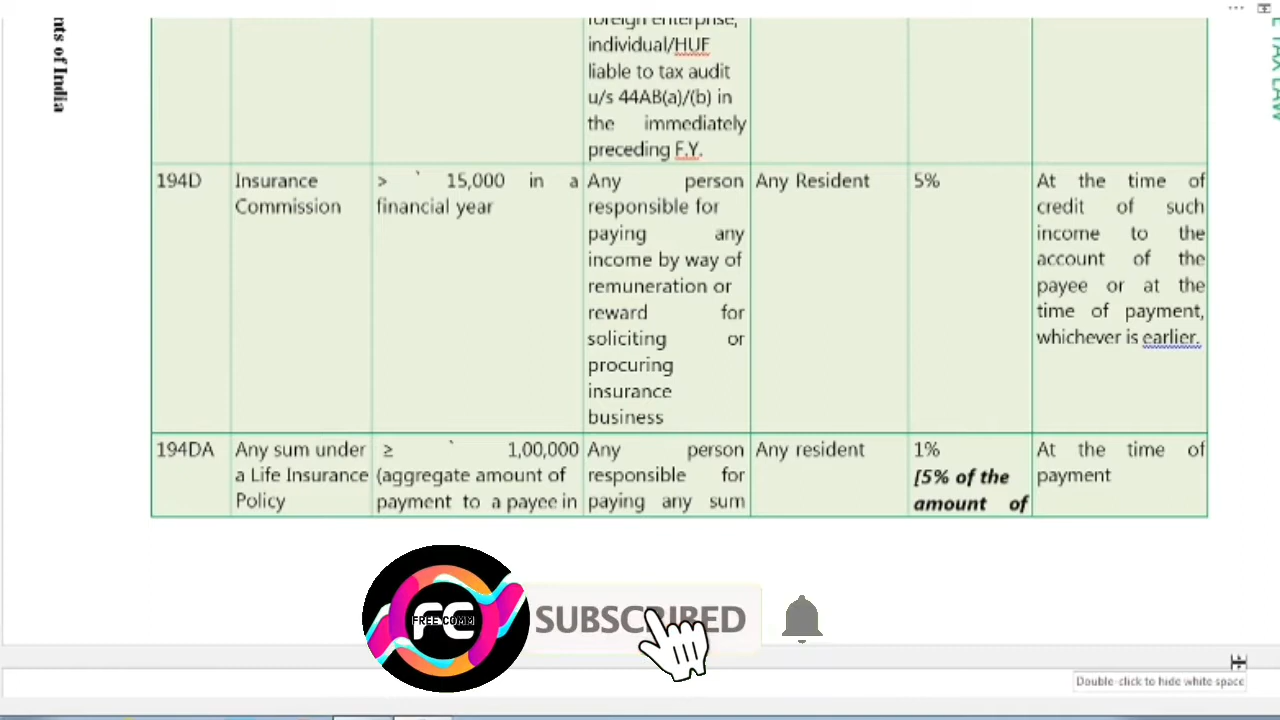 nts of India
E TAX LAW
foreign enterprise,
individual/HUF
liable to tax audit
u/s 44AB(a)/(b) in
the immediately
preceding F.Y.
194D
Insurance
Commission
> ` 15,000 in a
financial year
Any person
responsible for
paying any
income by way of
remuneration or
reward for
soliciting or
procuring
insurance
business
Any Resident
5%
At the time of
credit of such
income to the
account of the
payee or at the
time of payment,
whichever is earlier.
194DA
Any sum under
a Life Insurance
Policy
≥ ` 1,00,000
(aggregate amount of
payment to a payee in
Any person
responsible for
paying any sum
Any resident
1%
[5% of the
amount of
At the time of
payment
FC
FREE COMM
SUBSCRIBED
Double-click to hide white space